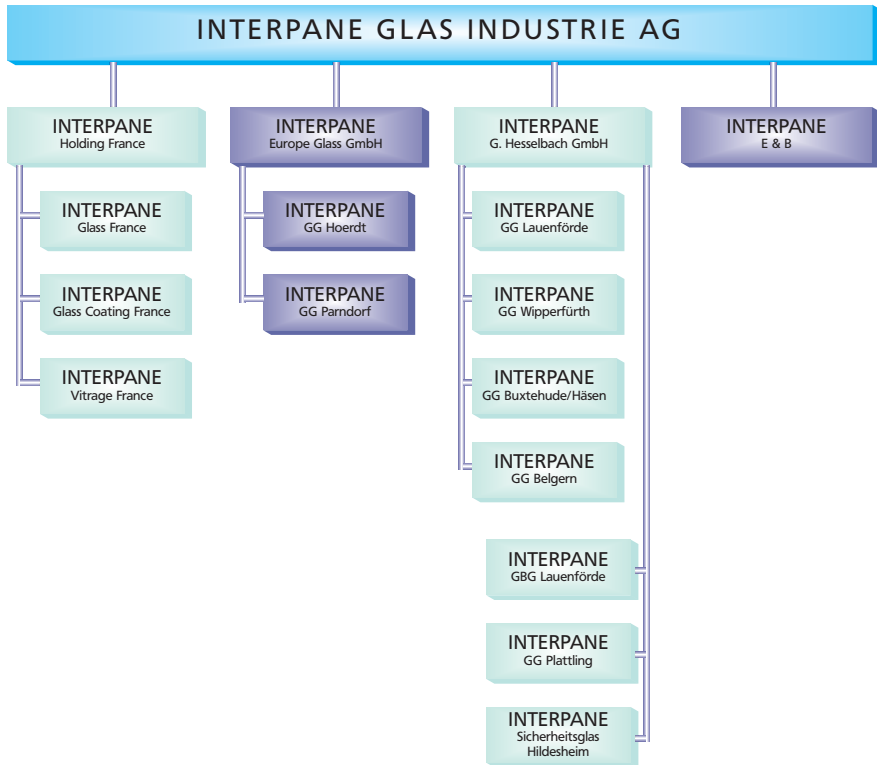 INTERPANE GLAS INDUSTRIE AG
INTERPANE
Holding France
INTERPANE
Glass France
INTERPANE
Glass Coating France
INTERPANE
Vitrage France
INTERPANE
Europe Glass GmbH
INTERPANE
GG Hoerdt
INTERPANE
GG Parndorf
INTERPANE
G. Hesselbach GmbH
INTERPANE
GG Lauenförde
INTERPANE
GG Wipperfürth
INTERPANE
GG Buxtehude/Häsen
INTERPANE
GG Belgern
INTERPANE
GBG Lauenförde
INTERPANE
GG Plattling
INTERPANE
Sicherheitsglas
Hildesheim
INTERPANE
E & B